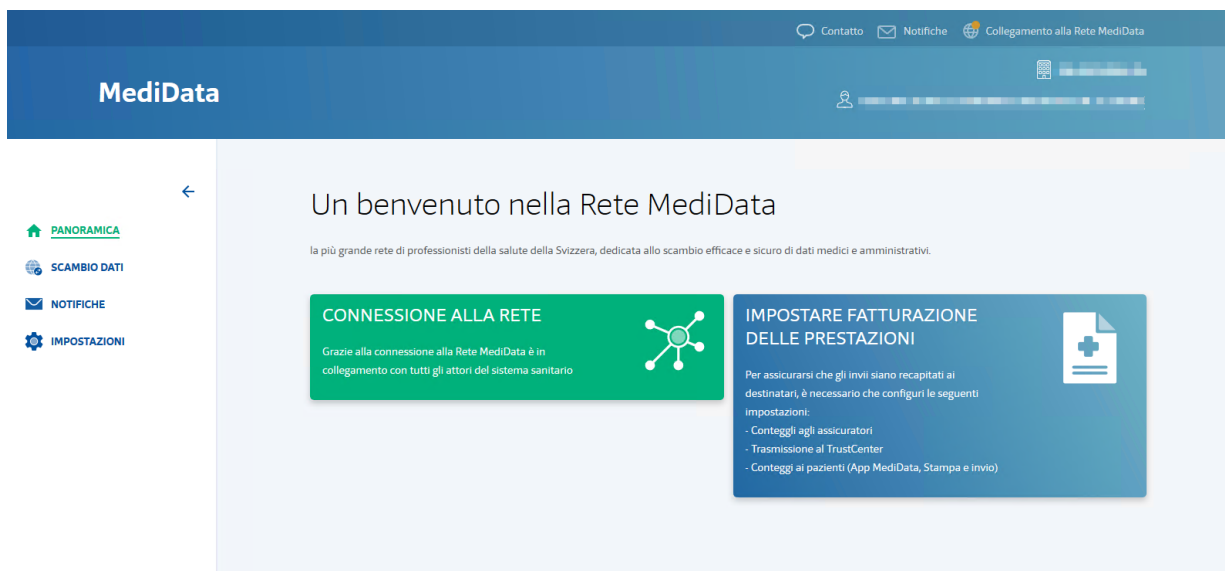 Contatto Notifiche Collegamento alla Rete MediData
MediData
PANORAMICA
SCAMBIO DATI
NOTIFICHE
IMPOSTAZIONI
Un benvenuto nella Rete MediData
la più grande rete di professionisti della salute della Svizzera, dedicata allo scambio efficace e sicuro di dati medici e amministrativi.
CONNESSIONE ALLA RETE
Grazie alla connessione alla Rete MediData è in
collegamento con tutti gli attori del sistema sanitario
IMPOSTARE FATTURAZIONE
DELLE PRESTAZIONI
Per assicurarsi che gli invii siano recapitati ai
destinatari, è necessario che configuri le seguenti
impostazioni:
- Conteggli agli assicuratori
- Trasmissione al TrustCenter
- Conteggi ai pazienti (App MediData, Stampa e invio)